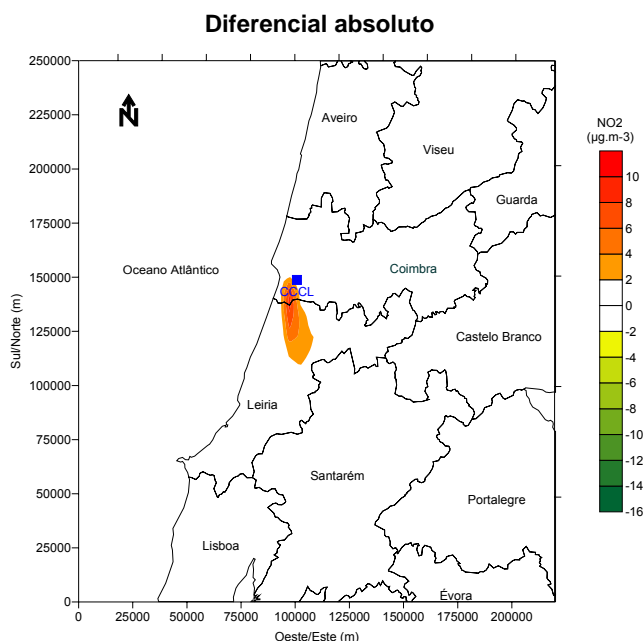 Diferencial absoluto
250000
225000
200000
175000
150000
125000
100000
75000
50000
25000
0
Sul/Norte (m)
N
Aveiro
Viseu
Guarda
Oceano Atlântico
Coimbra
CCCL
Castelo Branco
Leiria
Santarém
Portalegre
Lisboa
Évora
0
25000
50000
75000
100000
125000
150000
175000
200000
Oeste/Este (m)
NO2
(µg.m-3)
10
8
6
4
2
0
-2
-4
-6
-8
-10
-12
-14
-16